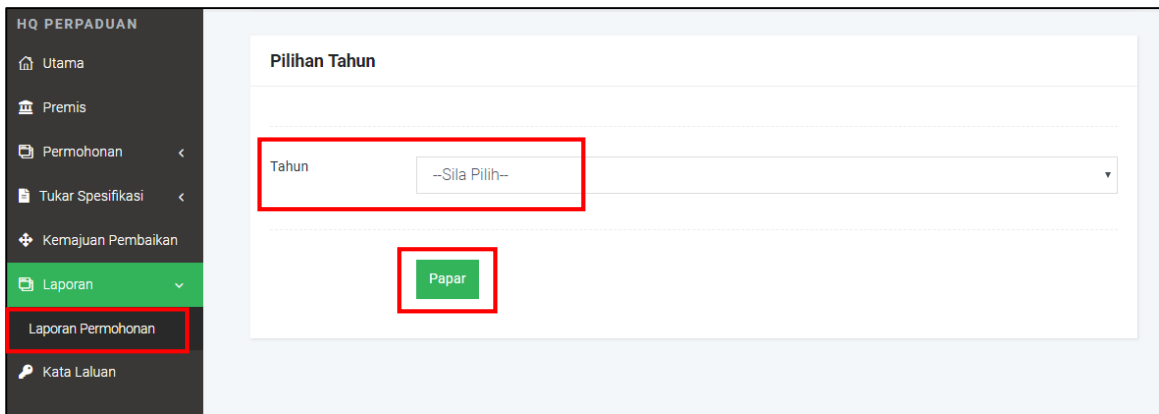 HQ PERPADUAN
Utama
Premis
Permohonan
Tukar Spesifikasi
Kemajuan Pembaikan
Laporan
Laporan Permohonan
Kata Laluan
Pilihan Tahun
Tahun
--Sila Pilih--
Papar